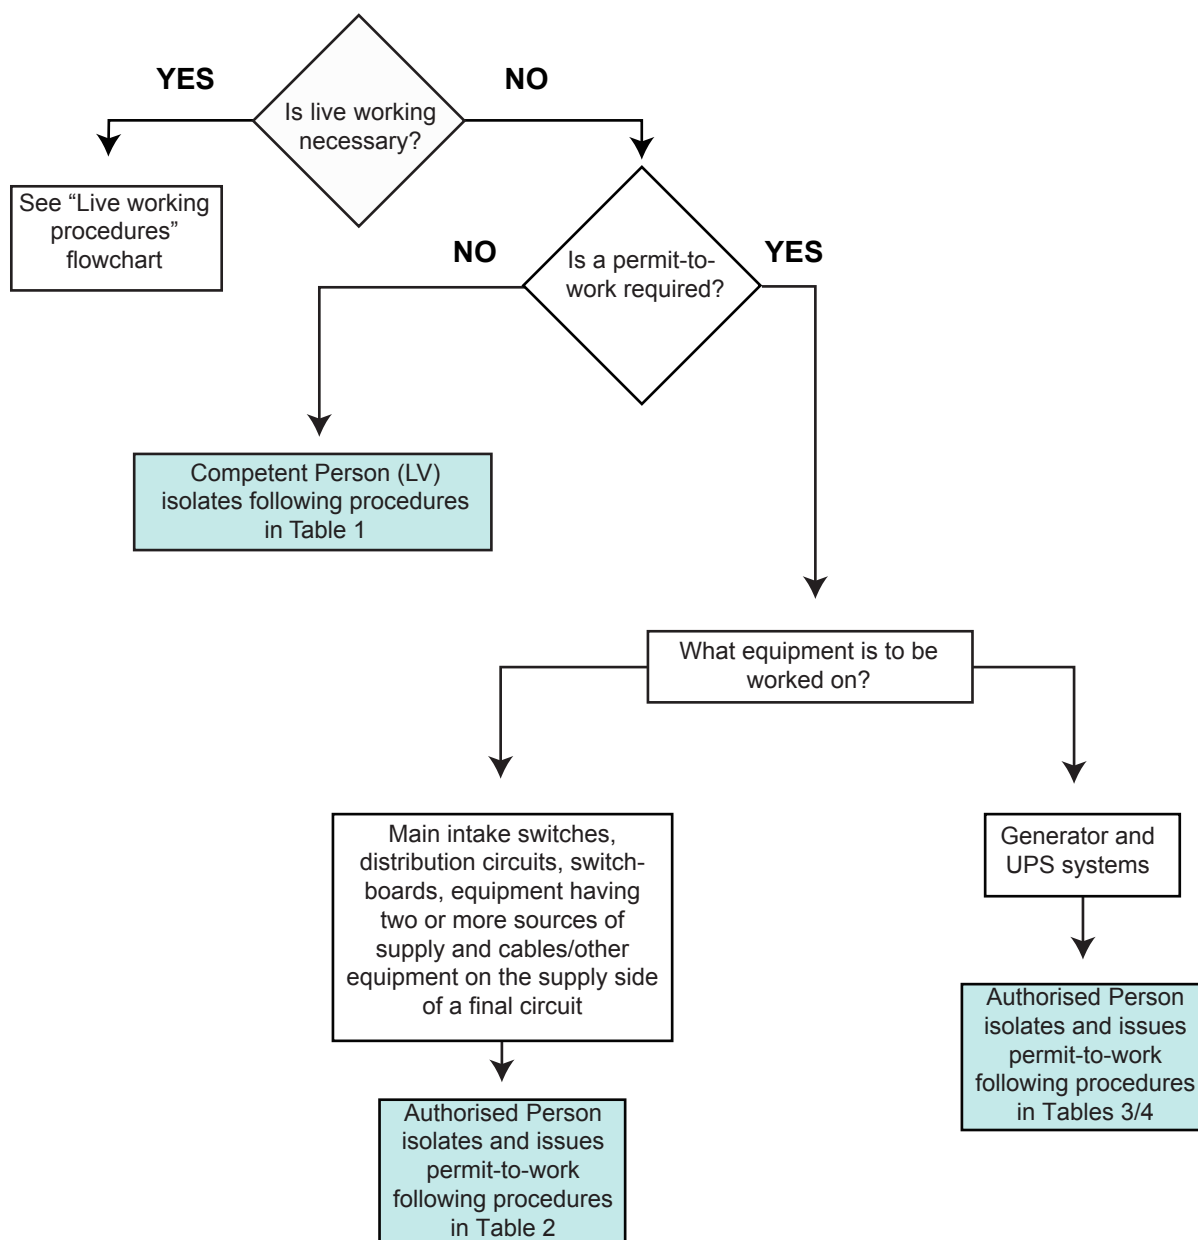 YES
NO
Is live working
necessary?
See “Live working
procedures”
flowchart
NO
YES
Is a permit-to-
work required?
Competent Person (LV)
isolates following procedures
in Table 1
What equipment is to be
worked on?
Main intake switches,
distribution circuits, switch-
boards, equipment having
two or more sources of
supply and cables/other
equipment on the supply side
of a final circuit
Generator and
UPS systems
Authorised Person
isolates and issues
permit-to-work
following procedures
in Tables 3/4
Authorised Person
isolates and issues
permit-to-work
following procedures
in Table 2